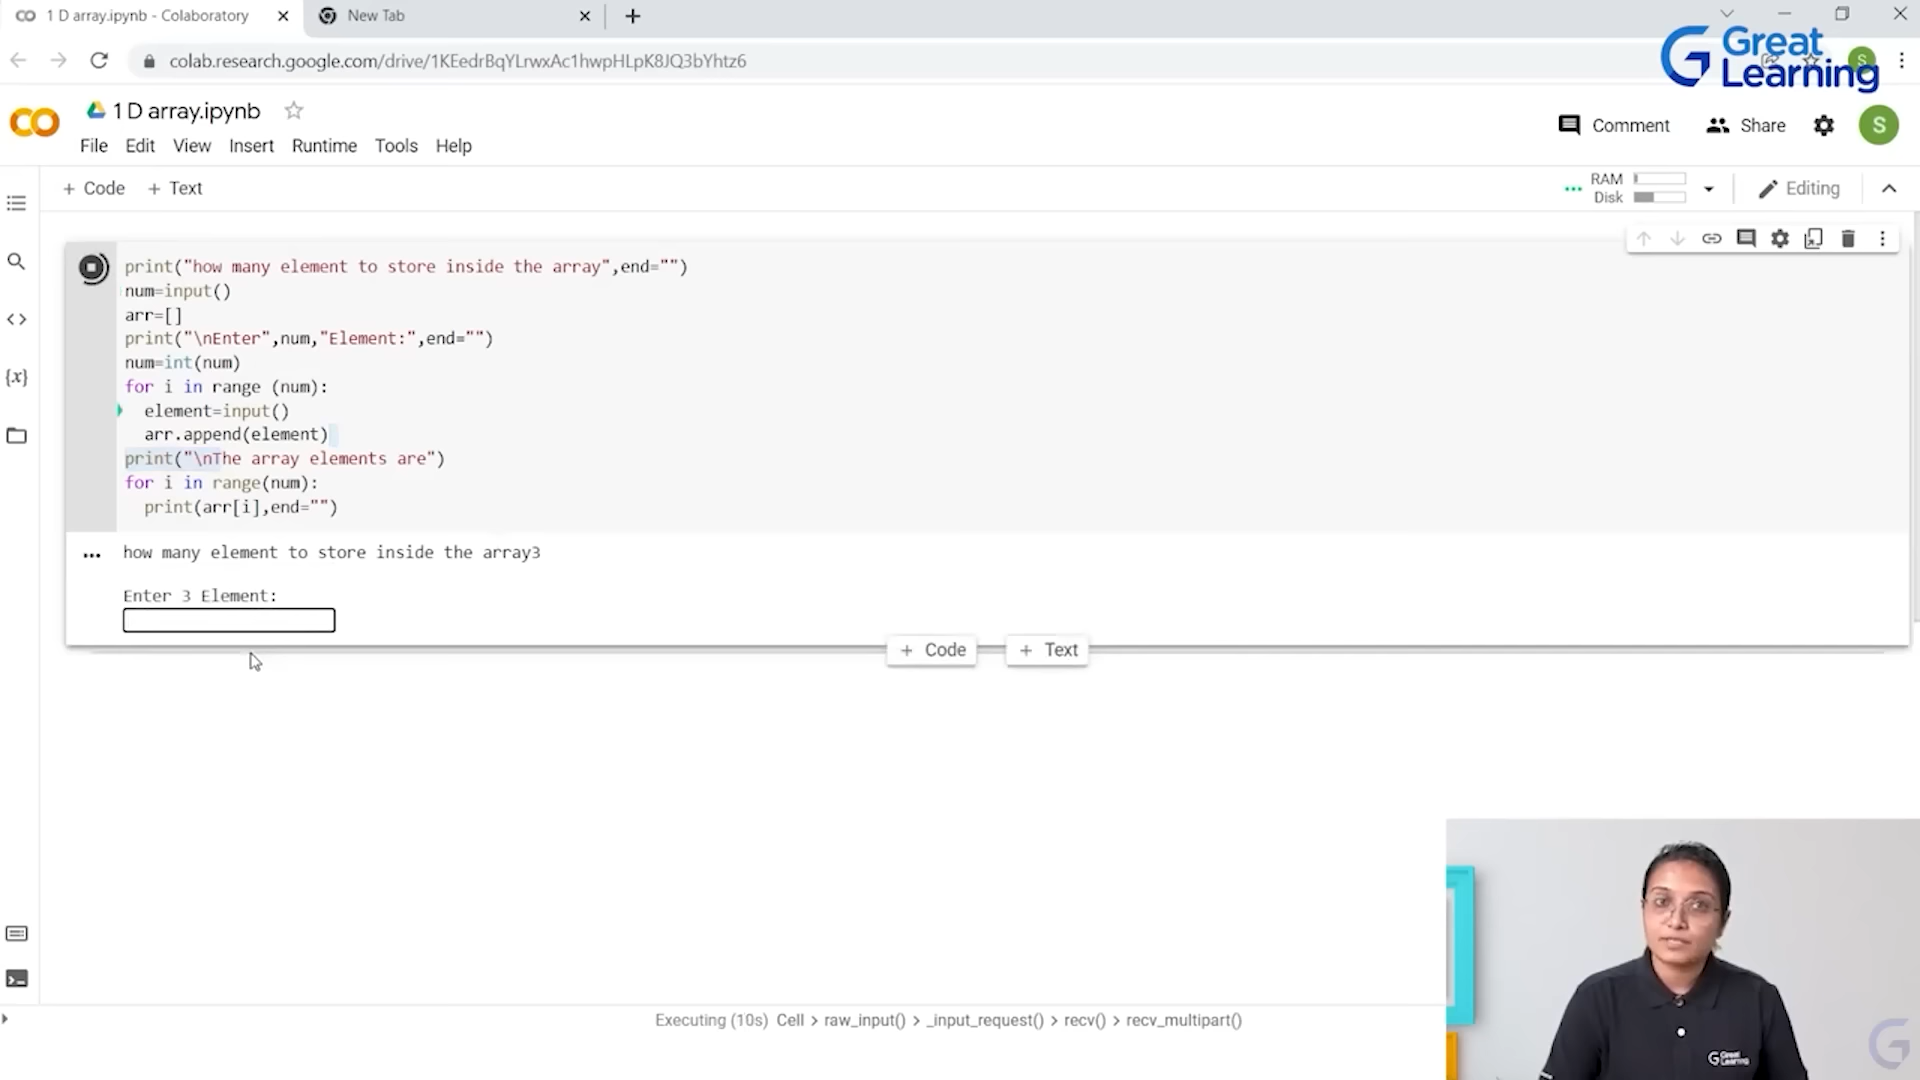 1 D array.ipynb - Colaboratory
New Tab
colab.research.google.com/drive/1KEedrBqYLrwxAc1hwpHLpK8JQ3bYhtz6
Great
Learning
S
1 D array.ipynb
File Edit View Insert Runtime Tools Help
Comment
Share
S
+ Code + Text
RAM
Disk
Editing
print("how many element to store inside the array",end="")
num=input()
arr=[]
print("\nEnter",num,"Element:",end="")
num=int(num)
for i in range (num):
element=input()
arr.append(element)
print("\nThe array elements are")
for i in range(num):
print(arr[i],end="")
how many element to store inside the array3
Enter 3 Element:
+ Code + Text
Executing (10s) Cell > raw_input() > _input_request() > recv() > recv_multipart()
Great
Learning